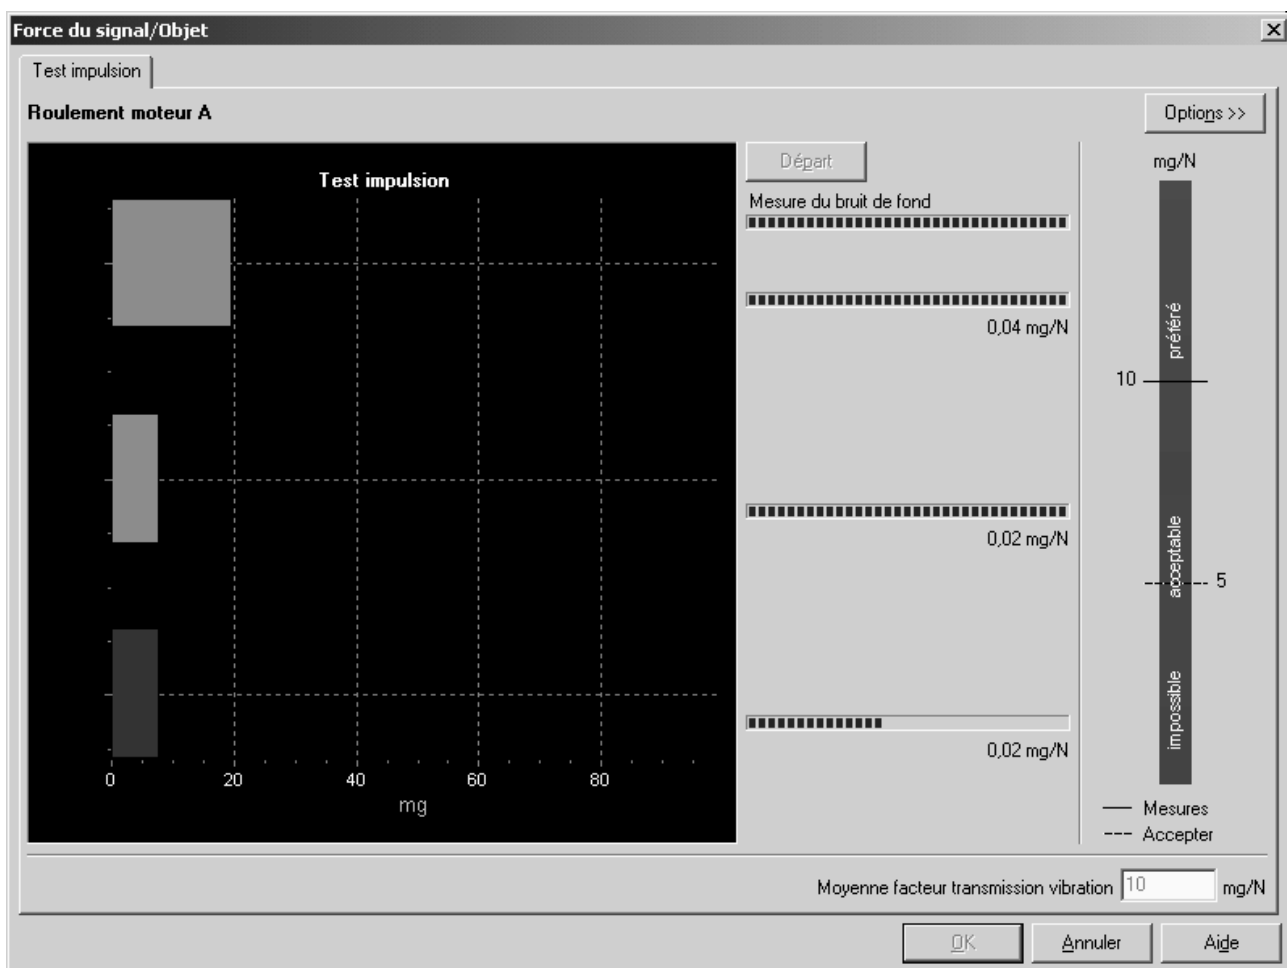 Force du signal/Objet
Test impulsion
Roulement moteur A
Options >>
Test impulsion
0 20 40 60 80
mg
Départ
Mesure du bruit de fond
0,04 mg/N
0,02 mg/N
0,02 mg/N
mg/N
préféré
10
acceptable
5
impossible
Mesures
Accepter
Moyenne facteur transmission vibration 10 mg/N
OK Annuler Aide